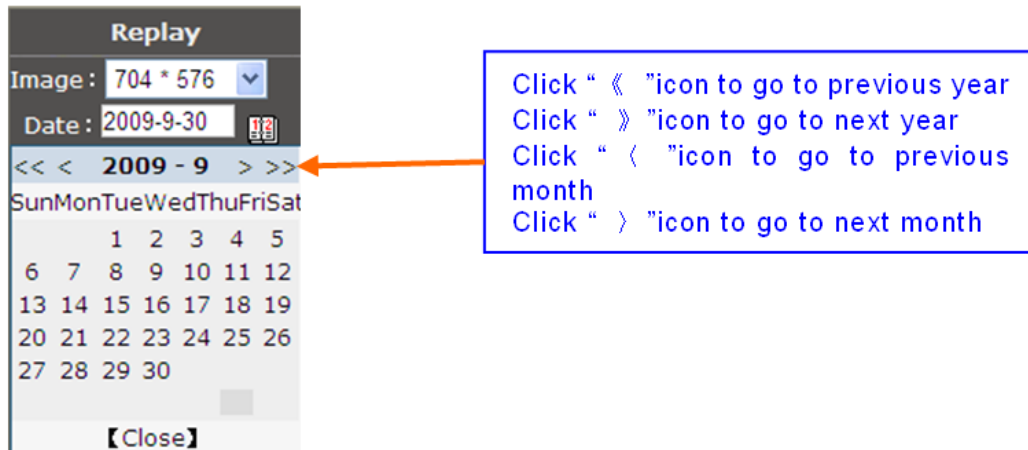 Replay
Image: 704 * 576
Date: 2009-9-30
<< < 2009 - 9 > >>
SunMonTueWedThuFriSat
1 2 3 4 5
6 7 8 9 10 11 12
13 14 15 16 17 18 19
20 21 22 23 24 25 26
27 28 29 30
【Close】
Click “ 《 ”icon to go to previous year
Click “ 》 ”icon to go to next year
Click “ 〈 ”icon to go to previous
month
Click “ 〉 ”icon to go to next month